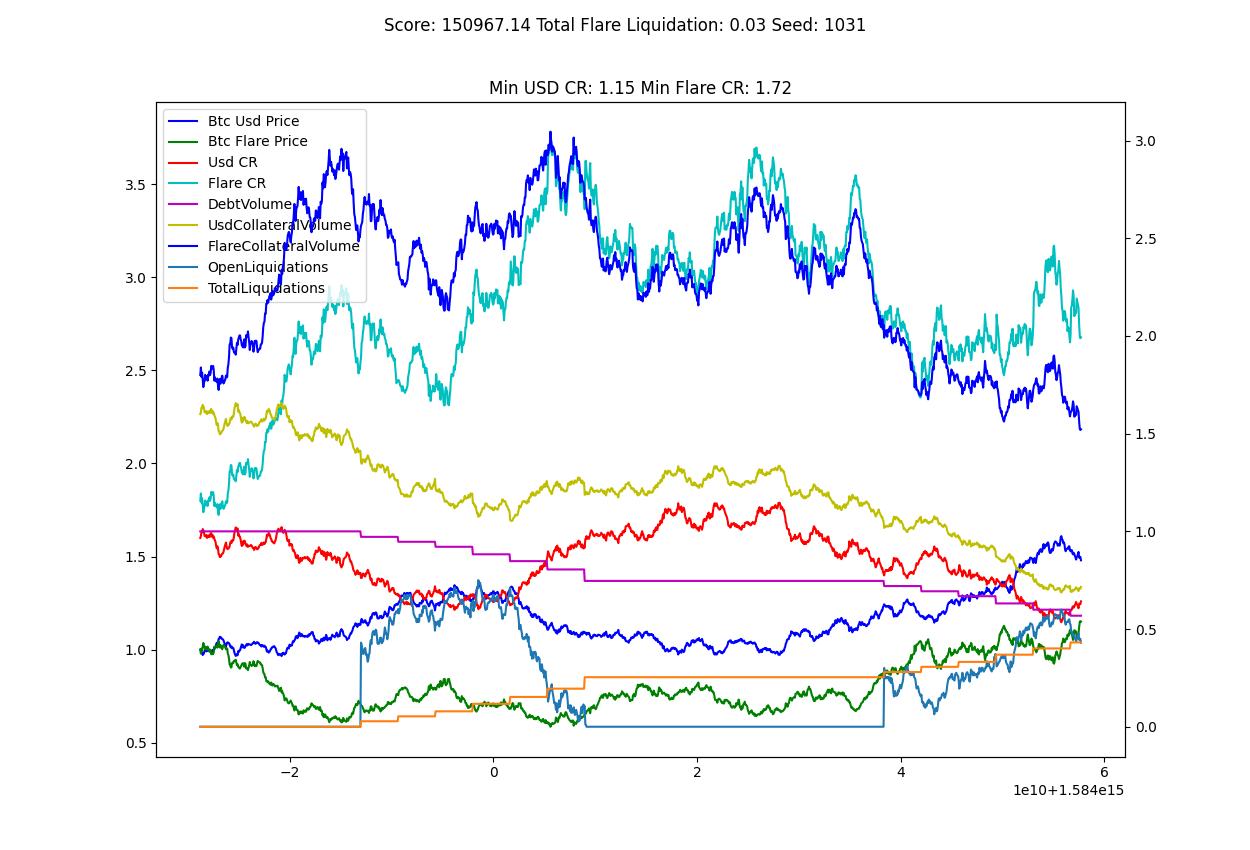 Score: 150967.14 Total Flare Liquidation: 0.03 Seed: 1031
Min USD CR: 1.15 Min Flare CR: 1.72
Btc Usd Price
Btc Flare Price
Usd CR
Flare CR
DebtVolume
UsdCollateralVolume
FlareCollateralVolume
OpenLiquidations
TotalLiquidations
3.5
3.0
2.5
2.0
1.5
1.0
0.5
3.0
2.5
2.0
1.5
1.0
0.5
0.0
−2
0
2
4
6
1e10+1.584e15